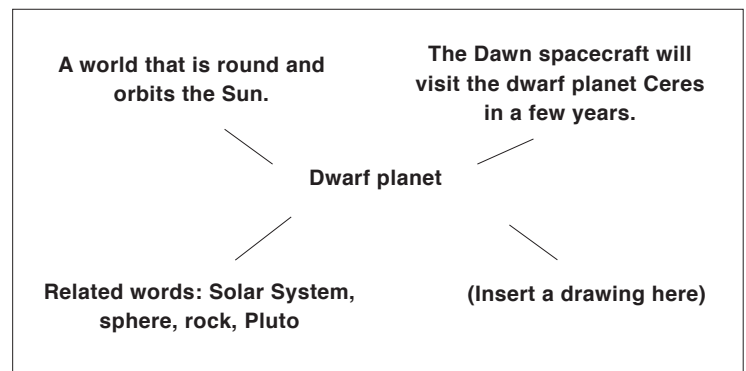 A world that is round and
orbits the Sun.
The Dawn spacecraft will
visit the dwarf planet Ceres
in a few years.
Dwarf planet
Related words: Solar System,
sphere, rock, Pluto
(Insert a drawing here)